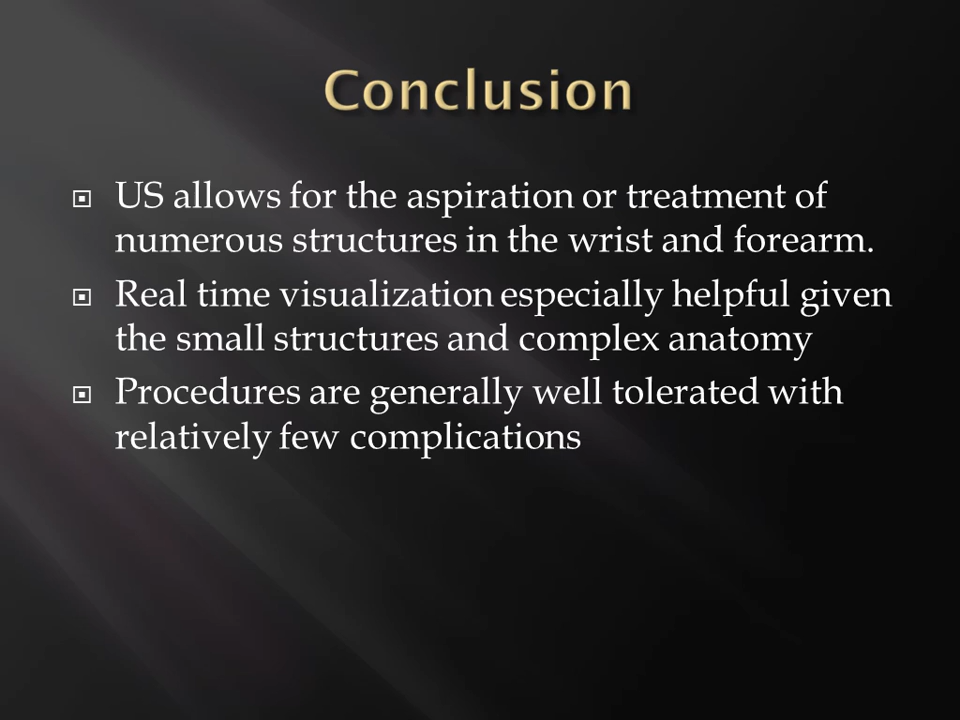 Conclusion
US allows for the aspiration or treatment of
numerous structures in the wrist and forearm.
Real time visualization especially helpful given
the small structures and complex anatomy
Procedures are generally well tolerated with
relatively few complications